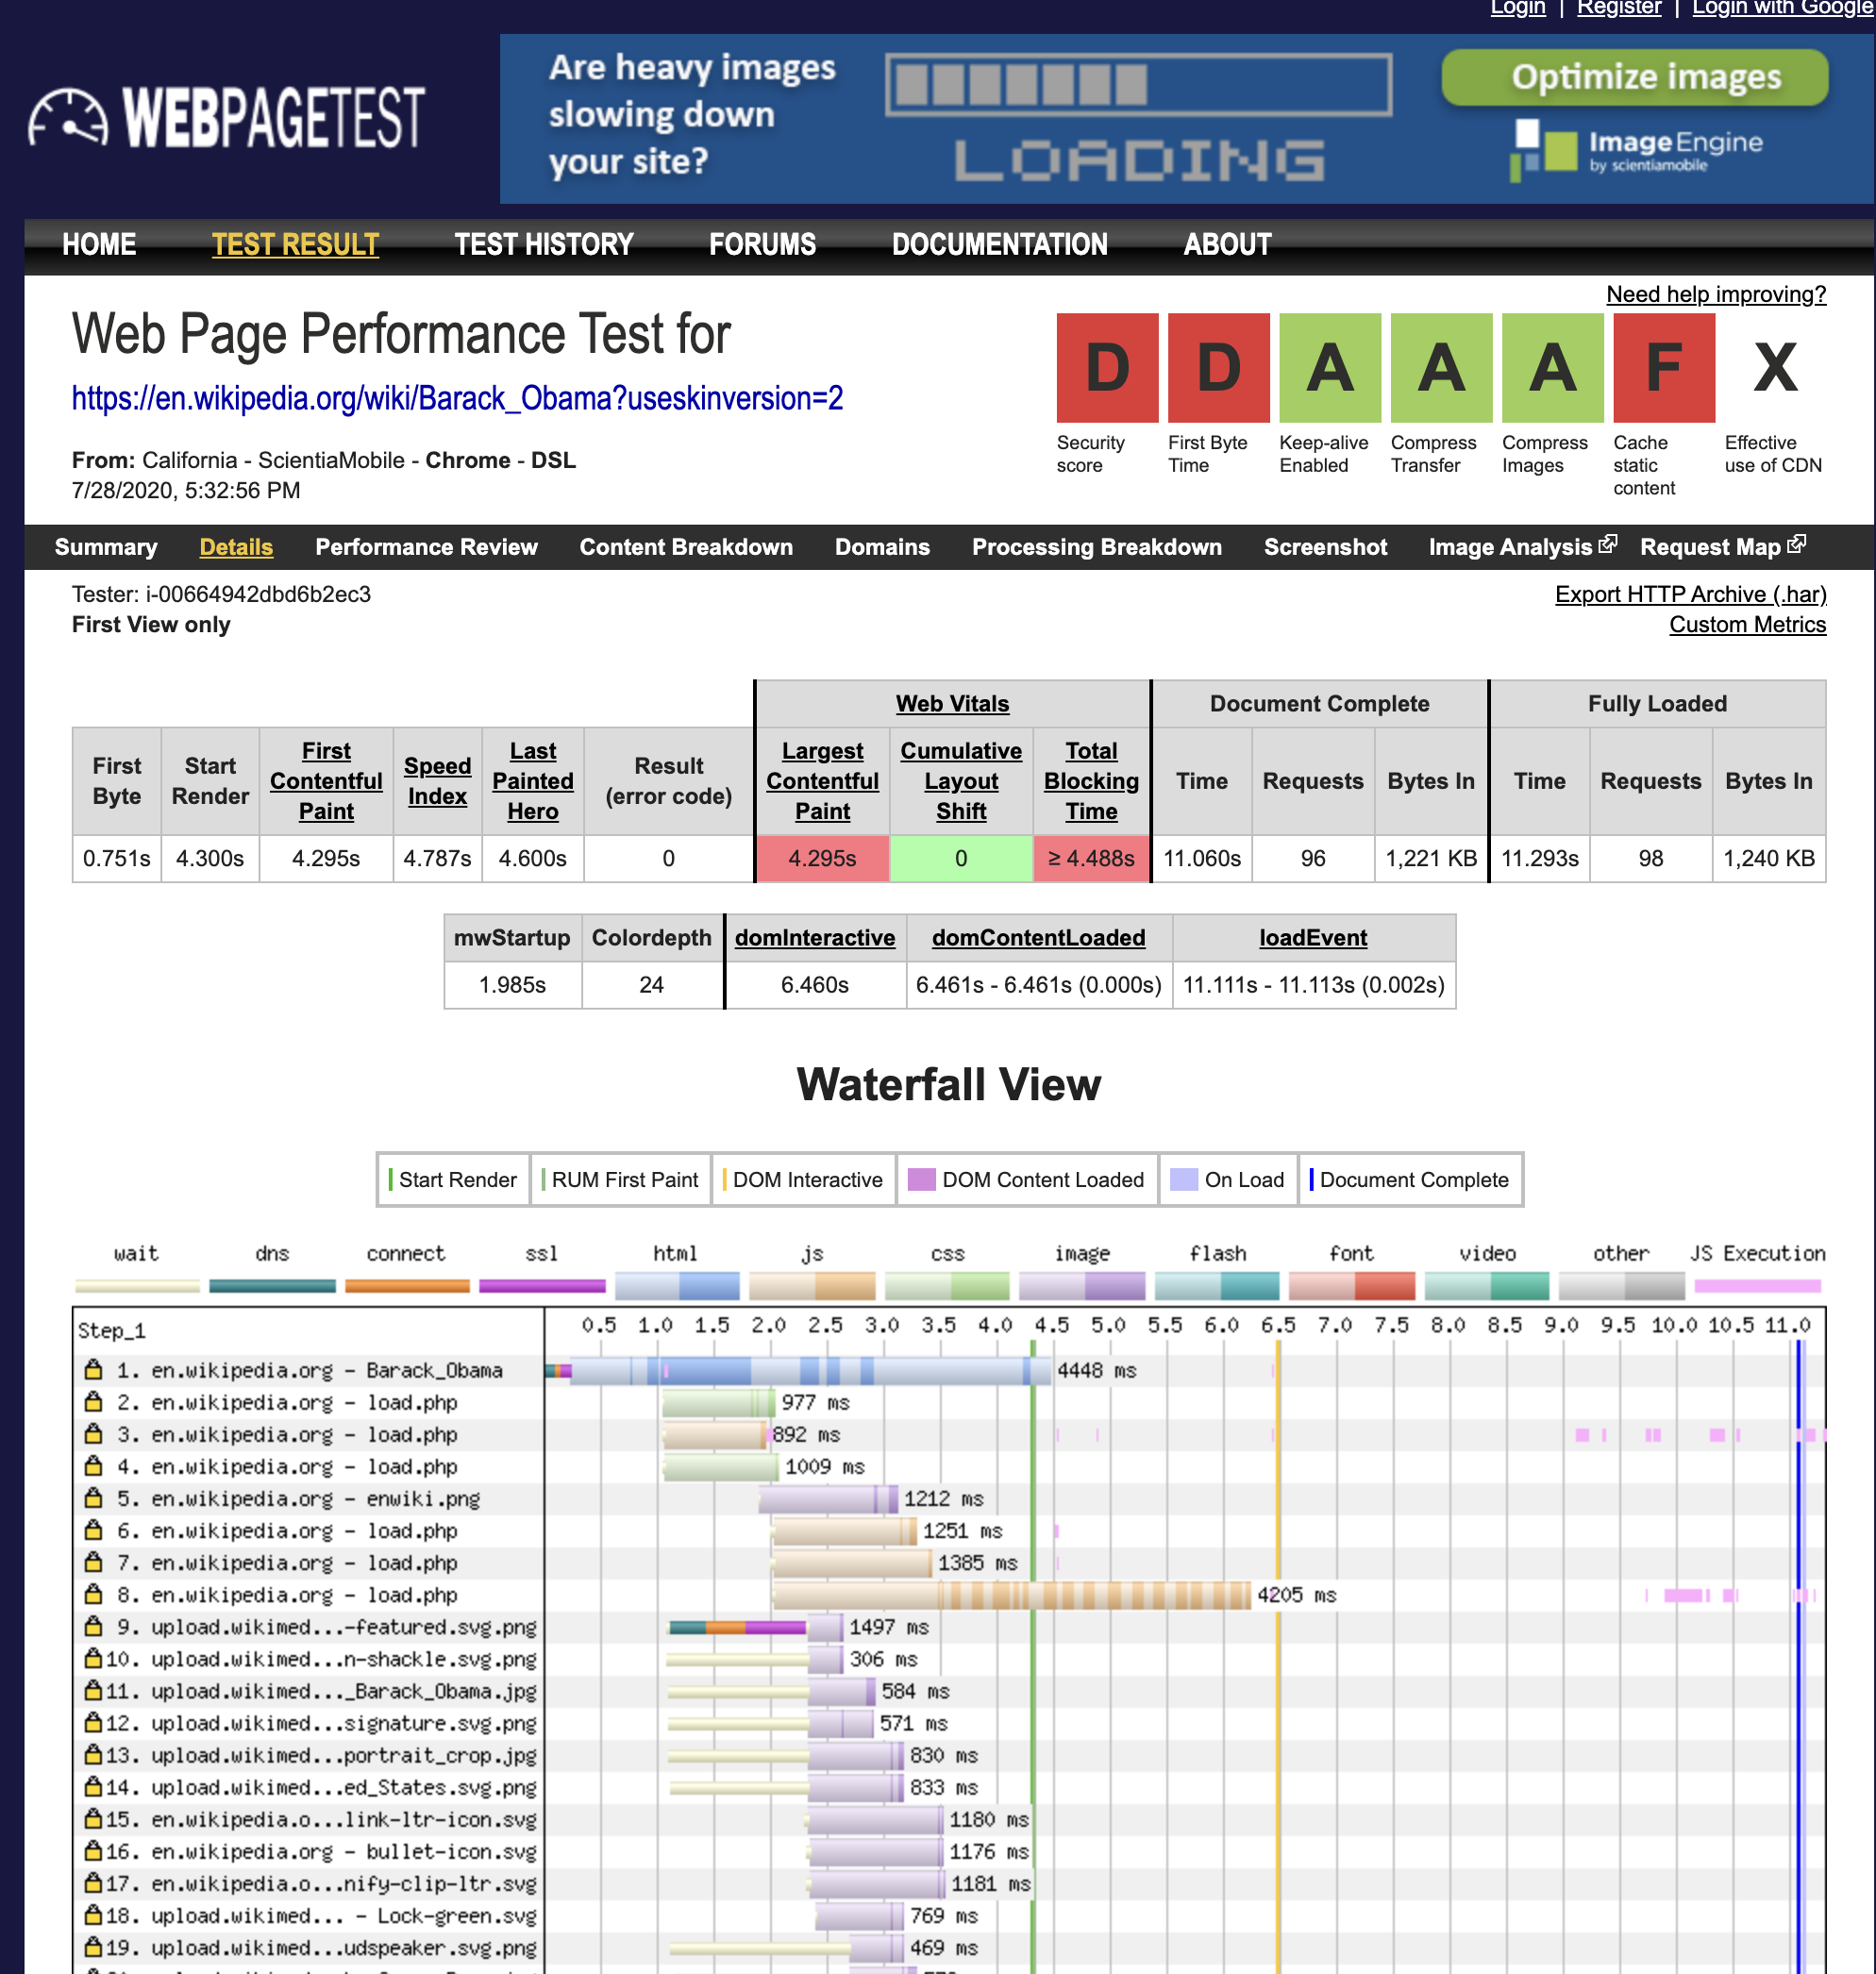 Login | Register | Login with Google
Are heavy images
slowing down
your site?
LOADING
Optimize images
ImageEngine
by scientiamobile
WEBPAGETEST
HOME TEST RESULT TEST HISTORY FORUMS DOCUMENTATION ABOUT
Need help improving?
Web Page Performance Test for
https://en.wikipedia.org/wiki/Barack_Obama?useskinversion=2
From: California - ScientiaMobile - Chrome - DSL
7/28/2020, 5:32:56 PM
D D A A A F X
Security score
First Byte Time
Keep-alive Enabled
Compress Transfer
Compress Images
Cache static content
Effective use of CDN
Summary Details Performance Review Content Breakdown Domains Processing Breakdown Screenshot Image Analysis Request Map
Tester: i-00664942dbd6b2ec3
First View only
Export HTTP Archive (.har)
Custom Metrics
Web Vitals Document Complete Fully Loaded
First Byte Start Render First Contentful Paint Speed Index Last Painted Hero Result (error code) Largest Contentful Paint Cumulative Layout Shift Total Blocking Time Time Requests Bytes In Time Requests Bytes In
0.751s 4.300s 4.295s 4.787s 4.600s 0 4.295s 0 ≥ 4.488s 11.060s 96 1,221 KB 11.293s 98 1,240 KB
mwStartup Colordepth domInteractive domContentLoaded loadEvent
1.985s 24 6.460s 6.461s - 6.461s (0.000s) 11.111s - 11.113s (0.002s)
Waterfall View
Start Render RUM First Paint DOM Interactive DOM Content Loaded On Load Document Complete
wait dns connect ssl html js css image flash font video other JS Execution
Step_1 0.5 1.0 1.5 2.0 2.5 3.0 3.5 4.0 4.5 5.0 5.5 6.0 6.5 7.0 7.5 8.0 8.5 9.0 9.5 10.0 10.5 11.0
1. en.wikipedia.org - Barack_Obama 4448 ms
2. en.wikipedia.org - load.php 977 ms
3. en.wikipedia.org - load.php 892 ms
4. en.wikipedia.org - load.php 1009 ms
5. en.wikipedia.org - enwiki.png 1212 ms
6. en.wikipedia.org - load.php 1251 ms
7. en.wikipedia.org - load.php 1385 ms
8. en.wikipedia.org - load.php 4205 ms
9. upload.wikimed...-featured.svg.png 1497 ms
10. upload.wikimed...n-shackle.svg.png 306 ms
11. upload.wikimed..._Barack_Obama.jpg 584 ms
12. upload.wikimed...signature.svg.png 571 ms
13. upload.wikimed...portrait_crop.jpg 830 ms
14. upload.wikimed...ed_States.svg.png 833 ms
15. en.wikipedia.o...link-ltr-icon.svg 1180 ms
16. en.wikipedia.org - bullet-icon.svg 1176 ms
17. en.wikipedia.o...nify-clip-ltr.svg 1181 ms
18. upload.wikimed... - Lock-green.svg 769 ms
19. upload.wikimed...udspeaker.svg.png 469 ms